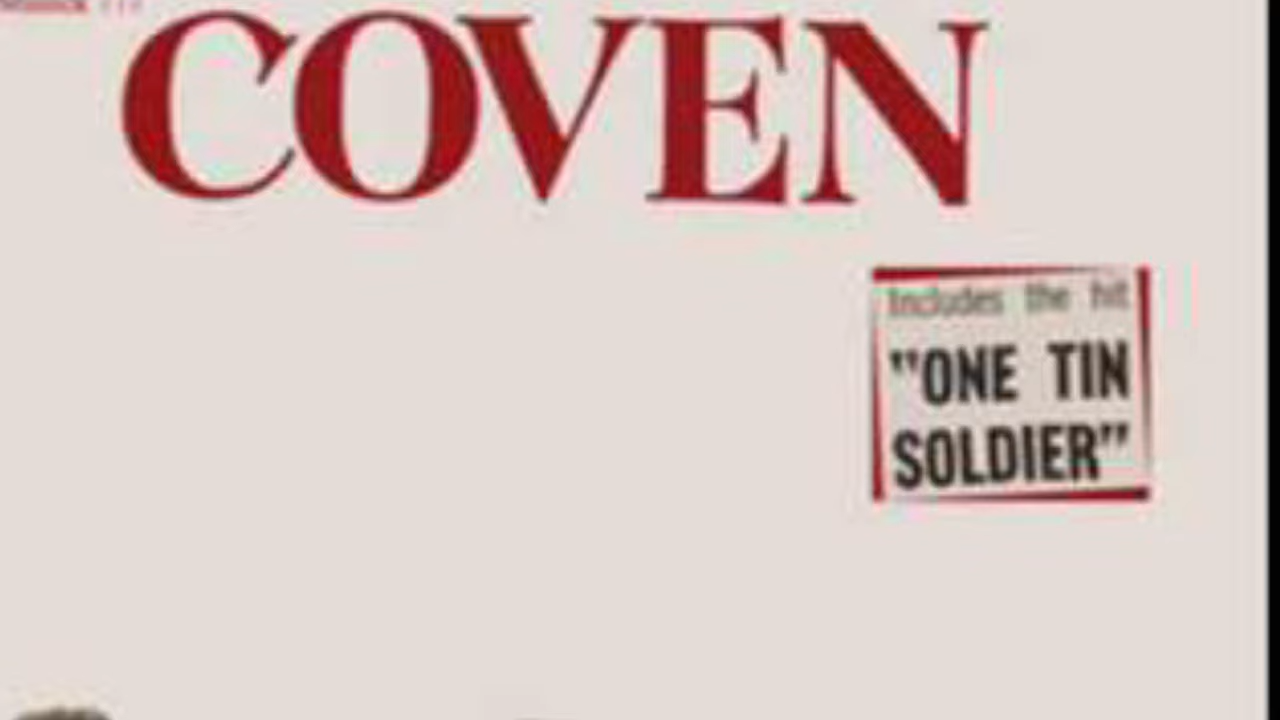 COVEN
Includes the hit
"ONE TIN
SOLDIER"